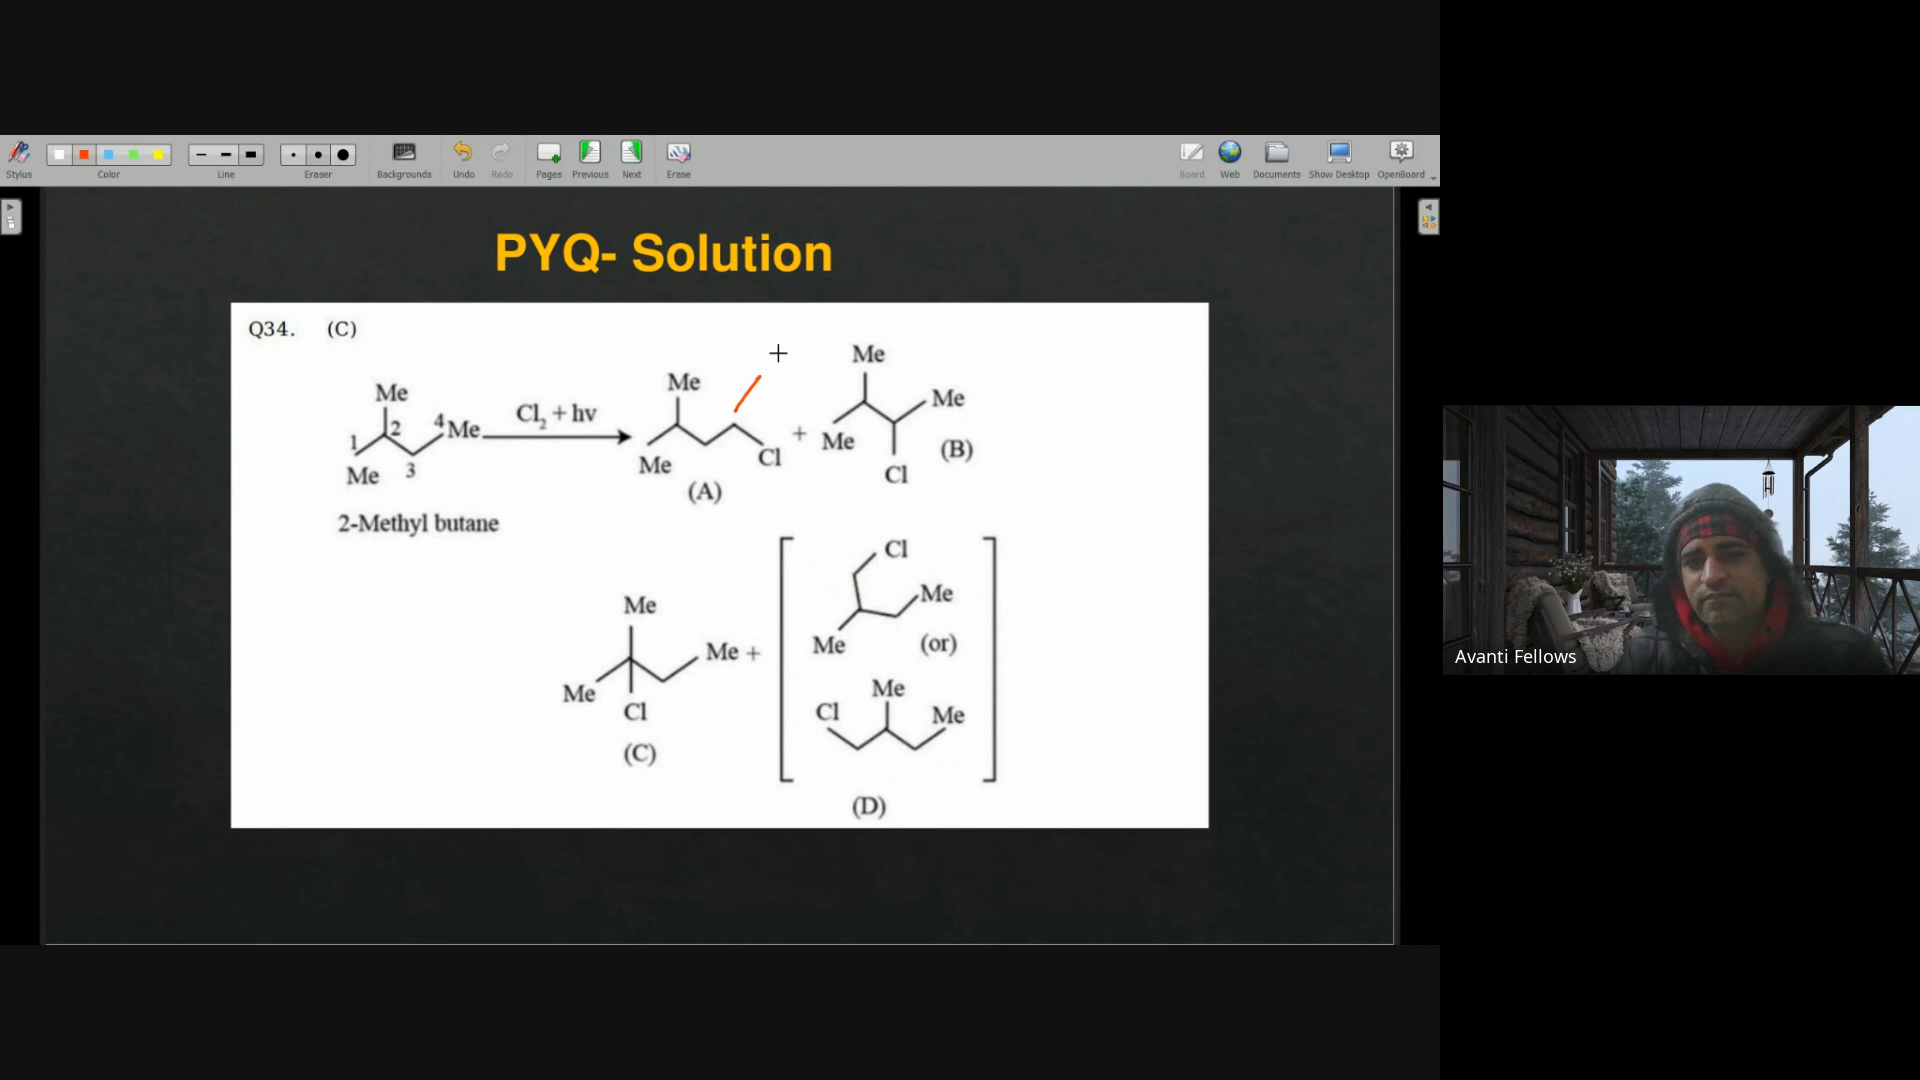 Stylus Color Line Eraser Backgrounds Undo Redo Pages Previous Next Erase Board Web Documents Show Desktop OpenBoard
PYQ- Solution
Q34. (C)
Me
1 2 3 4 Me
Me
2-Methyl butane
Cl2 + hv
Me
Me Cl
(A)
+
Me
Me Me
Cl
(B)
Me
Me Me +
Cl
(C)
Cl
Me
Me (or)
Me
Cl Me
(D)
Avanti Fellows